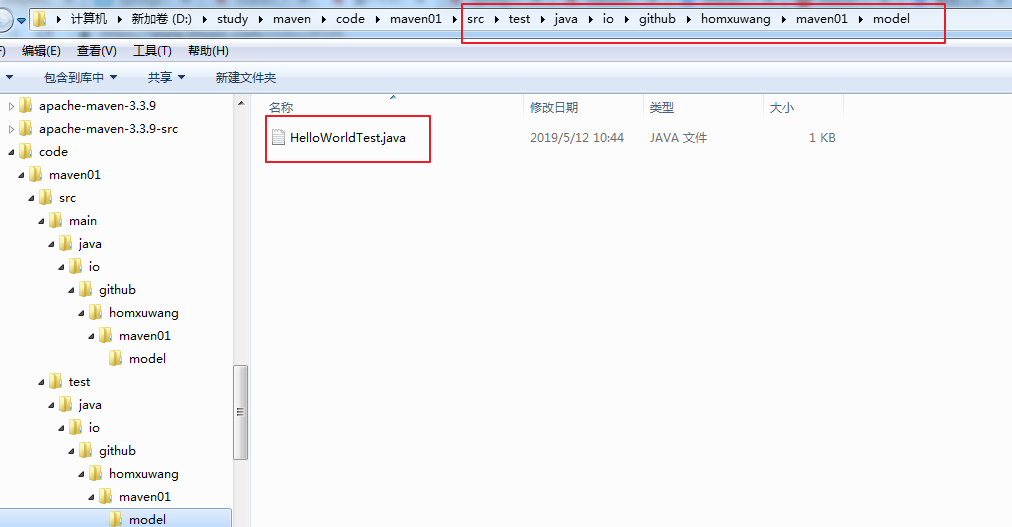 计算机 新加卷 (D:) study maven code maven01 src test java io github homxuwang maven01 model
编辑(E) 查看(V) 工具(T) 帮助(H)
包含到库中 共享 新建文件夹
apache-maven-3.3.9
apache-maven-3.3.9-src
code
maven01
src
main
java
io
github
homxuwang
maven01
model
test
java
io
github
homxuwang
maven01
model
名称 修改日期 类型 大小
HelloWorldTest.java 2019/5/12 10:44 JAVA 文件 1 KB